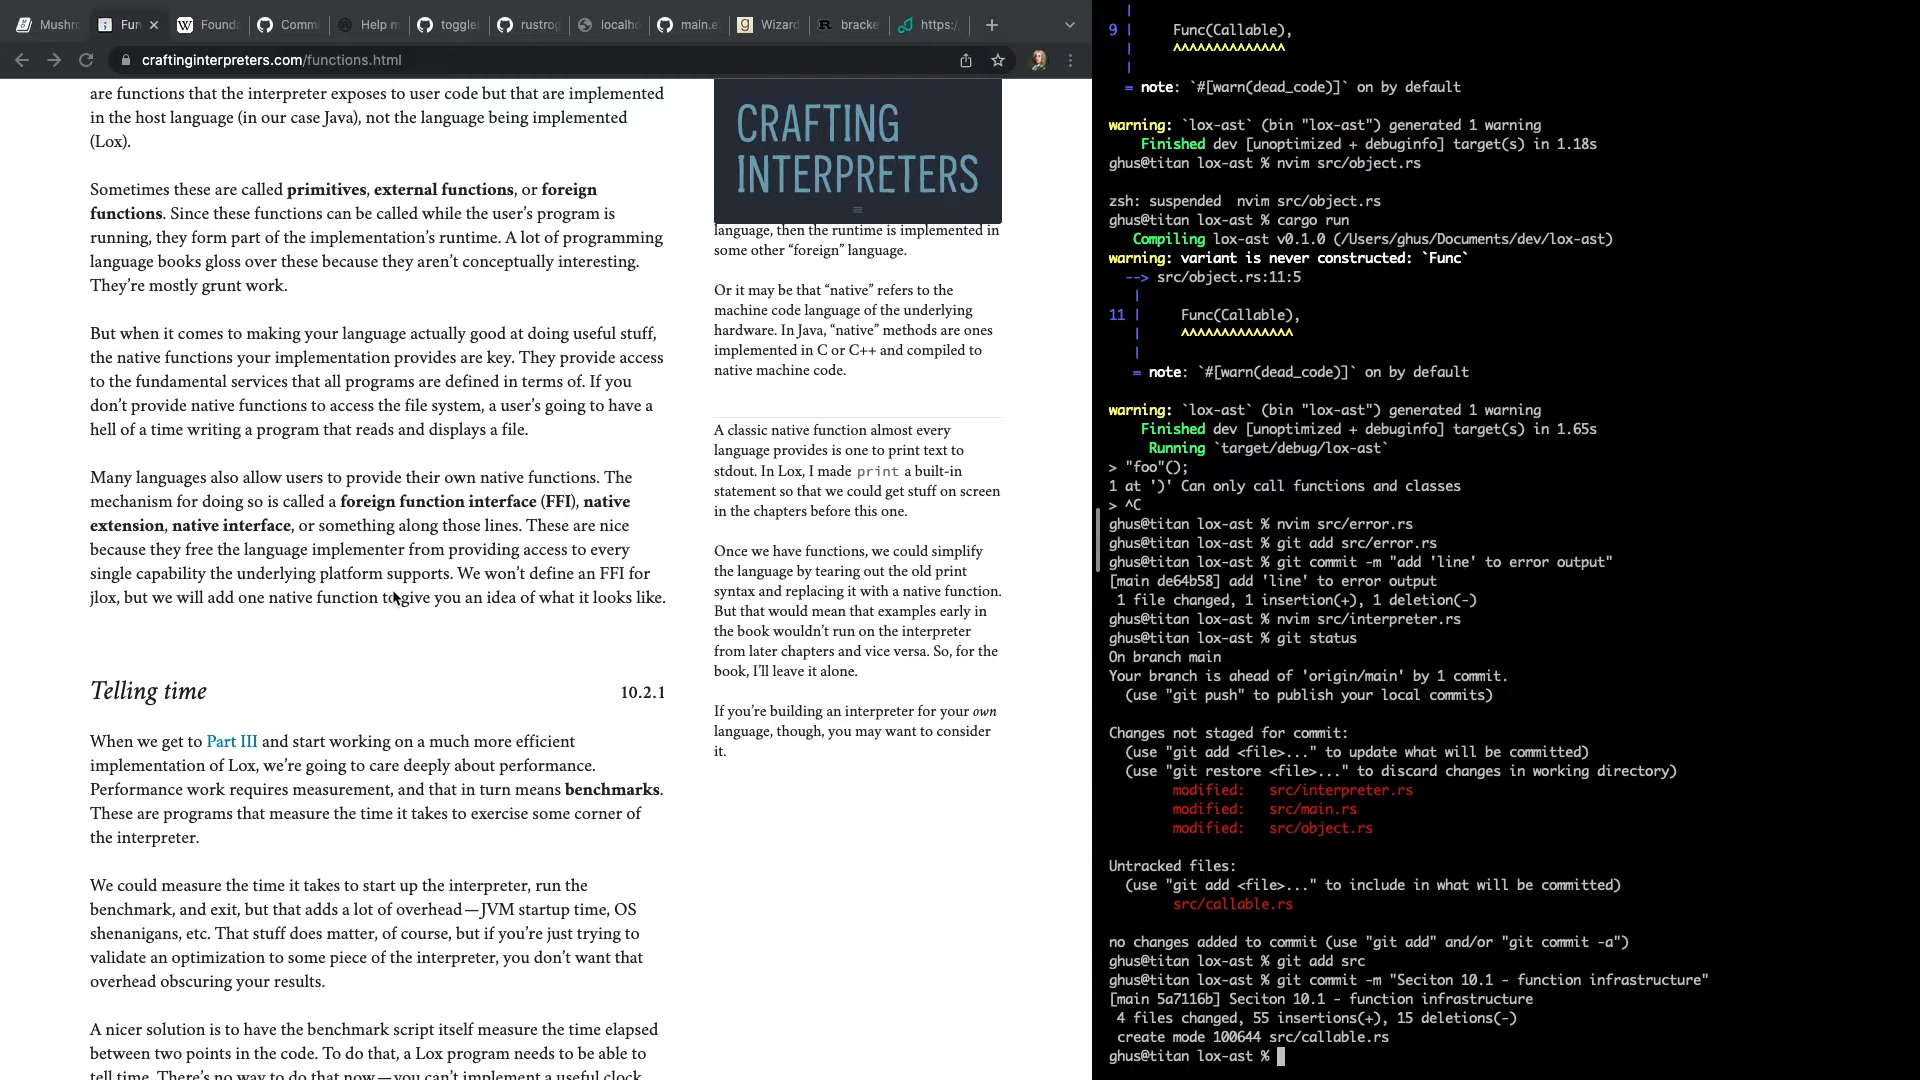 Mushro
Fun
Founda
Commi
Help m
toggle
rustro
localho
main.e
Wizard
bracke
https:/
craftinginterpreters.com/functions.html
are functions that the interpreter exposes to user code but that are implemented
in the host language (in our case Java), not the language being implemented
(Lox).
Sometimes these are called primitives, external functions, or foreign
functions. Since these functions can be called while the user’s program is
running, they form part of the implementation’s runtime. A lot of programming
language books gloss over these because they aren’t conceptually interesting.
They’re mostly grunt work.
But when it comes to making your language actually good at doing useful stuff,
the native functions your implementation provides are key. They provide access
to the fundamental services that all programs are defined in terms of. If you
don’t provide native functions to access the file system, a user’s going to have a
hell of a time writing a program that reads and displays a file.
Many languages also allow users to provide their own native functions. The
mechanism for doing so is called a foreign function interface (FFI), native
extension, native interface, or something along those lines. These are nice
because they free the language implementer from providing access to every
single capability the underlying platform supports. We won’t define an FFI for
jlox, but we will add one native function to give you an idea of what it looks like.
Telling time 10.2.1
When we get to Part III and start working on a much more efficient
implementation of Lox, we’re going to care deeply about performance.
Performance work requires measurement, and that in turn means benchmarks.
These are programs that measure the time it takes to exercise some corner of
the interpreter.
We could measure the time it takes to start up the interpreter, run the
benchmark, and exit, but that adds a lot of overhead—JVM startup time, OS
shenanigans, etc. That stuff does matter, of course, but if you’re just trying to
validate an optimization to some piece of the interpreter, you don’t want that
overhead obscuring your results.
A nicer solution is to have the benchmark script itself measure the time elapsed
between two points in the code. To do that, a Lox program needs to be able to
tell time. There’s no way to do that now—you can’t implement a useful clock
CRAFTING
INTERPRETERS
language, then the runtime is implemented in
some other “foreign” language.
Or it may be that “native” refers to the
machine code language of the underlying
hardware. In Java, “native” methods are ones
implemented in C or C++ and compiled to
native machine code.
A classic native function almost every
language provides is one to print text to
stdout. In Lox, I made print a built-in
statement so that we could get stuff on screen
in the chapters before this one.
Once we have functions, we could simplify
the language by tearing out the old print
syntax and replacing it with a native function.
But that would mean that examples early in
the book wouldn’t run on the interpreter
from later chapters and vice versa. So, for the
book, I’ll leave it alone.
If you’re building an interpreter for your own
language, though, you may want to consider
it.
|
9 |     Func(Callable),
|     ^^^^^^^^^^^^^^
|
= note: `#[warn(dead_code)]` on by default
warning: `lox-ast` (bin "lox-ast") generated 1 warning
Finished dev [unoptimized + debuginfo] target(s) in 1.18s
ghus@titan lox-ast % nvim src/object.rs
zsh: suspended  nvim src/object.rs
ghus@titan lox-ast % cargo run
Compiling lox-ast v0.1.0 (/Users/ghus/Documents/dev/lox-ast)
warning: variant is never constructed: `Func`
--> src/object.rs:11:5
|
11 |     Func(Callable),
|     ^^^^^^^^^^^^^^
|
= note: `#[warn(dead_code)]` on by default
warning: `lox-ast` (bin "lox-ast") generated 1 warning
Finished dev [unoptimized + debuginfo] target(s) in 1.65s
Running `target/debug/lox-ast`
> "foo"();
1 at ')' Can only call functions and classes
> ^C
ghus@titan lox-ast % nvim src/error.rs
ghus@titan lox-ast % git add src/error.rs
ghus@titan lox-ast % git commit -m "add 'line' to error output"
[main de64b58] add 'line' to error output
1 file changed, 1 insertion(+), 1 deletion(-)
ghus@titan lox-ast % nvim src/interpreter.rs
ghus@titan lox-ast % git status
On branch main
Your branch is ahead of 'origin/main' by 1 commit.
(use "git push" to publish your local commits)
Changes not staged for commit:
(use "git add <file>..." to update what will be committed)
(use "git restore <file>..." to discard changes in working directory)
modified:   src/interpreter.rs
modified:   src/main.rs
modified:   src/object.rs
Untracked files:
(use "git add <file>..." to include in what will be committed)
src/callable.rs
no changes added to commit (use "git add" and/or "git commit -a")
ghus@titan lox-ast % git add src
ghus@titan lox-ast % git commit -m "Seciton 10.1 - function infrastructure"
[main 5a7116b] Seciton 10.1 - function infrastructure
4 files changed, 55 insertions(+), 15 deletions(-)
create mode 100644 src/callable.rs
ghus@titan lox-ast %